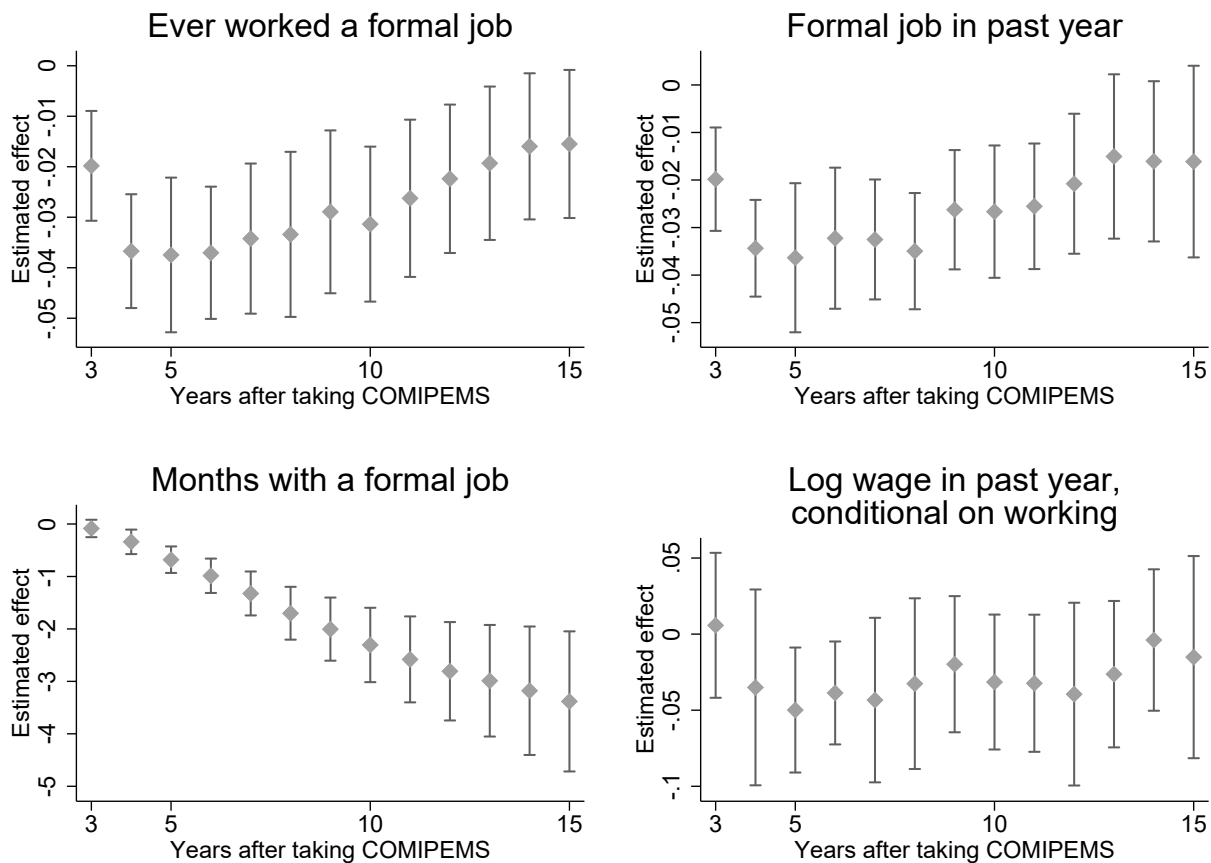 Ever worked a formal job
Estimated effect
0
-.01
-.02
-.03
-.04
-.05
3 5 10 15
Years after taking COMIPEMS
Formal job in past year
Estimated effect
0
-.01
-.02
-.03
-.04
-.05
3 5 10 15
Years after taking COMIPEMS
Months with a formal job
Estimated effect
0
-1
-2
-3
-4
-5
3 5 10 15
Years after taking COMIPEMS
Log wage in past year,
conditional on working
Estimated effect
.05
0
-.05
-.1
3 5 10 15
Years after taking COMIPEMS